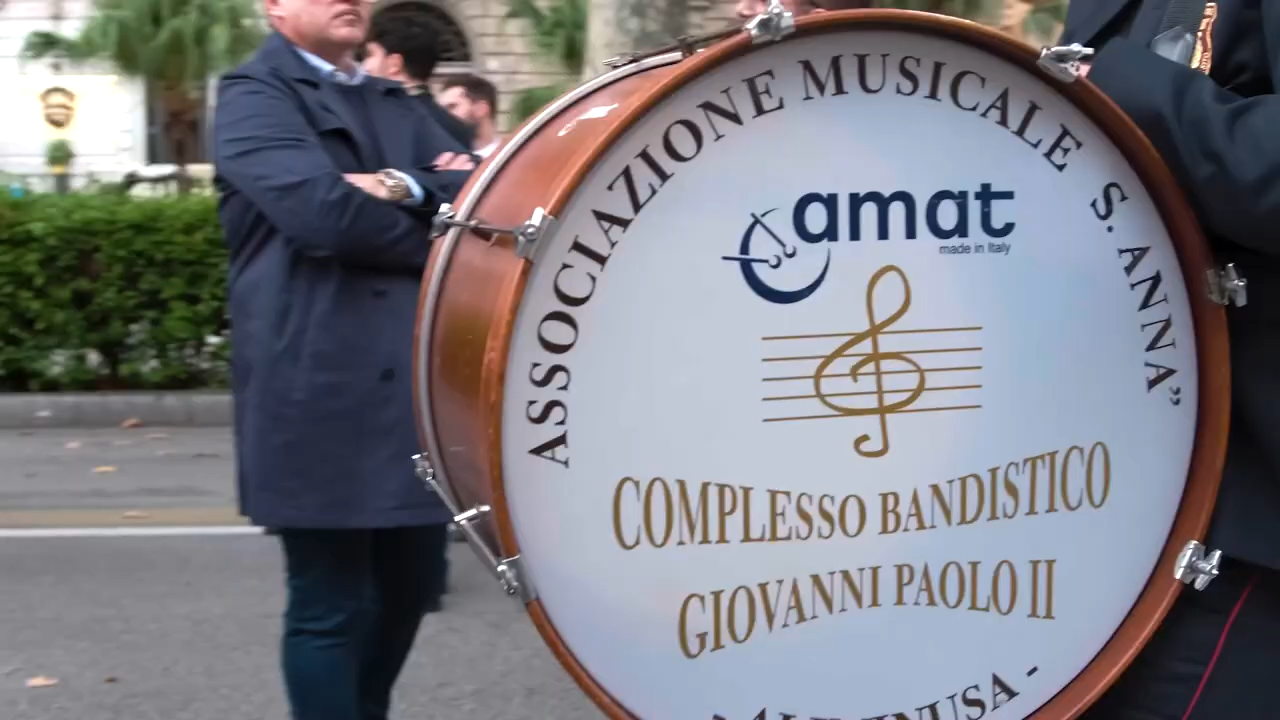 ASSOCIAZIONE MUSICALE S. ANNA”
amat
made in Italy
COMPLESSO BANDISTICO
GIOVANNI PAOLO II